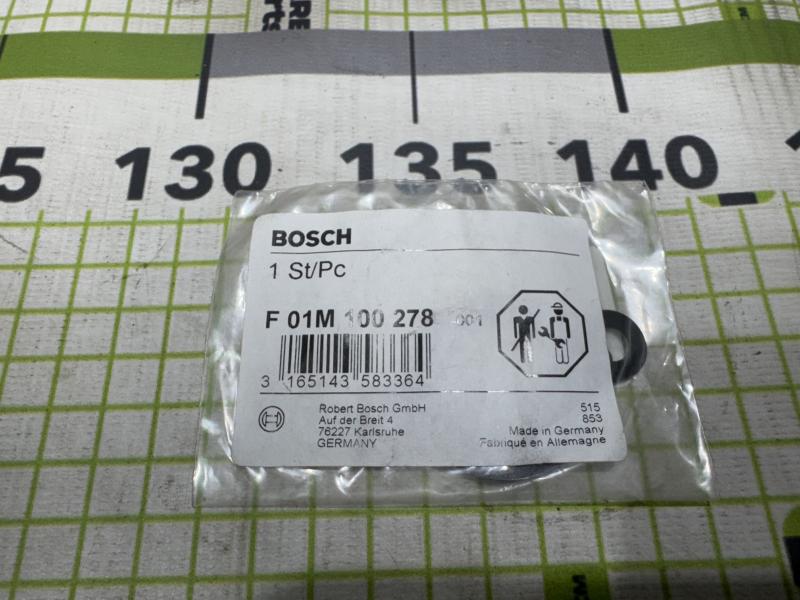 130 135 140
BOSCH
1 St/Pc
F 01M 100 278 001
3 165143 583364
Robert Bosch GmbH
Auf der Breit 4
76227 Karlsruhe
GERMANY
515
853
Made in Germany
Fabriqué en Allemagne